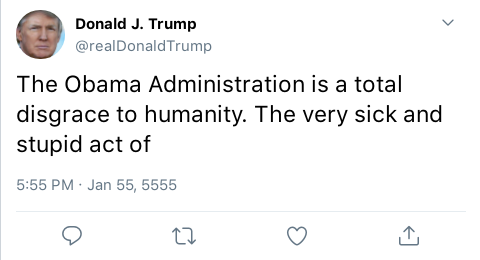 Donald J. Trump
@realDonaldTrump
The Obama Administration is a total
disgrace to humanity. The very sick and
stupid act of
5:55 PM · Jan 55, 5555